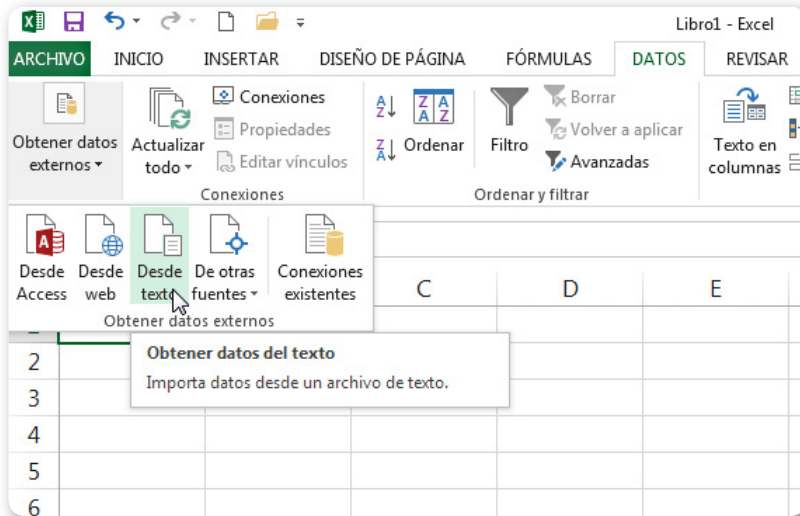 Libro1 - Excel
ARCHIVO INICIO INSERTAR DISEÑO DE PÁGINA FÓRMULAS DATOS REVISAR
Obtener datos
externos
Actualizar
todo
Conexiones
Propiedades
Editar vínculos
Conexiones
Ordenar
Filtro
Borrar
Volver a aplicar
Avanzadas
Ordenar y filtrar
Texto en
columnas
Desde
Access
Desde
web
Desde
texto
De otras
fuentes
Conexiones
existentes
Obtener datos externos
C D E
Obtener datos del texto
Importa datos desde un archivo de texto.
2
3
4
5
6